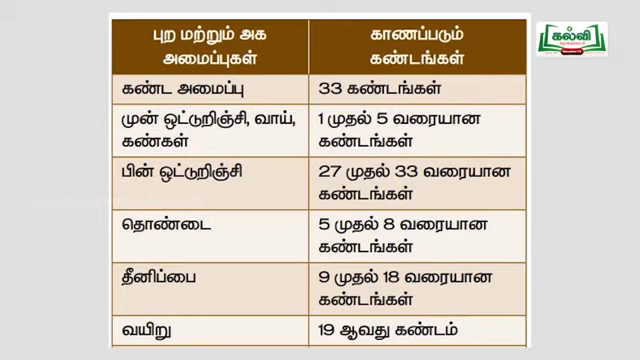 புற மற்றும் அக
அமைப்புகள்
காணப்படும்
கண்டங்கள்
கண்ட அமைப்பு
33 கண்டங்கள்
முன் ஒட்டுறிஞ்சி, வாய்,
கண்கள்
1 முதல் 5 வரையான
கண்டங்கள்
பின் ஒட்டுறிஞ்சி
27 முதல் 33 வரையான
கண்டங்கள்
தொண்டை
5 முதல் 8 வரையான
கண்டங்கள்
தீனிப்பை
9 முதல் 18 வரையான
கண்டங்கள்
வயிறு
19 ஆவது கண்டம்
கல்வி